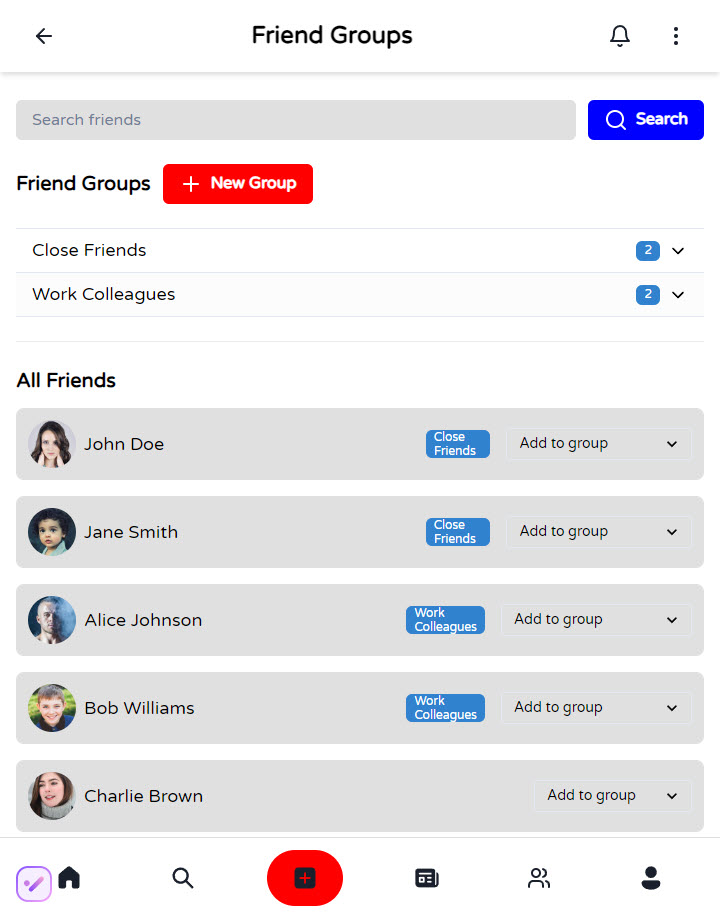 Friend Groups
Search friends
Search
Friend Groups
New Group
Close Friends
2
Work Colleagues
2
All Friends
John Doe
Close
Friends
Add to group
Jane Smith
Close
Friends
Add to group
Alice Johnson
Work
Colleagues
Add to group
Bob Williams
Work
Colleagues
Add to group
Charlie Brown
Add to group